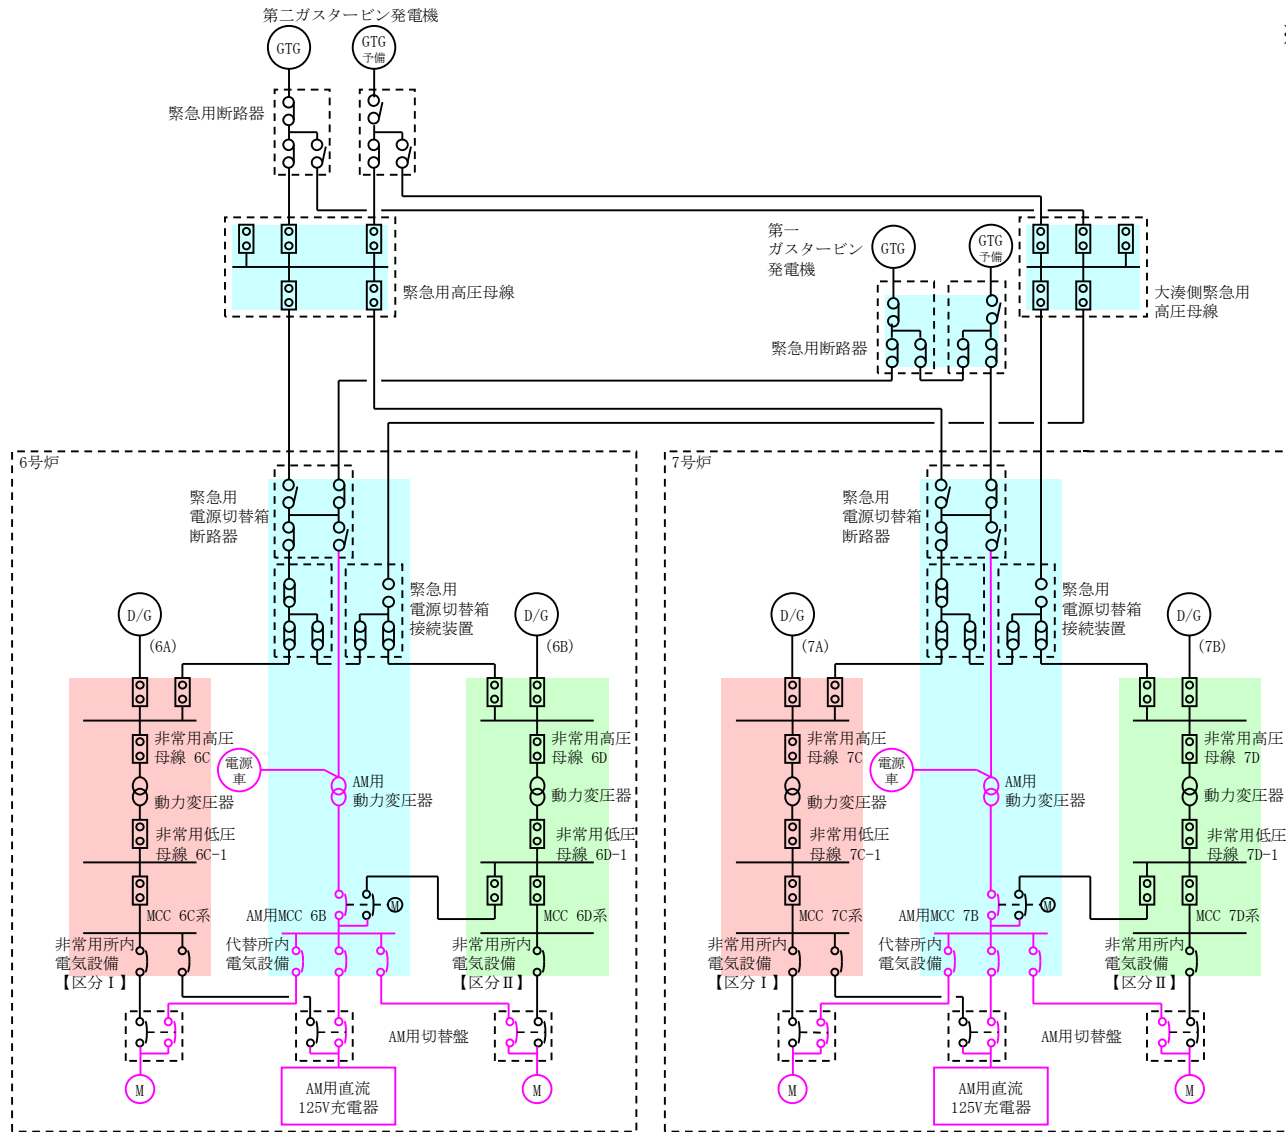 第二ガスタービン発電機
GTG
GTG
予備
緊急用断路器
緊急用高圧母線
第一
ガスタービン
発電機
GTG
GTG
予備
緊急用断路器
大湊側緊急用
高圧母線
6号炉
緊急用
電源切替箱
断路器
緊急用
電源切替箱
接続装置
D/G
(6A)
D/G
(6B)
非常用高圧
母線 6C
電源
車
AM用
動力変圧器
非常用高圧
母線 6D
動力変圧器
動力変圧器
非常用低圧
母線 6C-1
非常用低圧
母線 6D-1
M
MCC 6C系
AM用MCC 6B
MCC 6D系
非常用所内
電気設備
【区分Ⅰ】
代替所内
電気設備
非常用所内
電気設備
【区分Ⅱ】
AM用切替盤
M
AM用直流
125V充電器
M
7号炉
緊急用
電源切替箱
断路器
緊急用
電源切替箱
接続装置
D/G
(7A)
D/G
(7B)
非常用高圧
母線 7C
電源
車
AM用
動力変圧器
非常用高圧
母線 7D
動力変圧器
動力変圧器
非常用低圧
母線 7C-1
非常用低圧
母線 7D-1
M
MCC 7C系
AM用MCC 7B
MCC 7D系
非常用所内
電気設備
【区分Ⅰ】
代替所内
電気設備
非常用所内
電気設備
【区分Ⅱ】
AM用切替盤
M
AM用直流
125V充電器
M